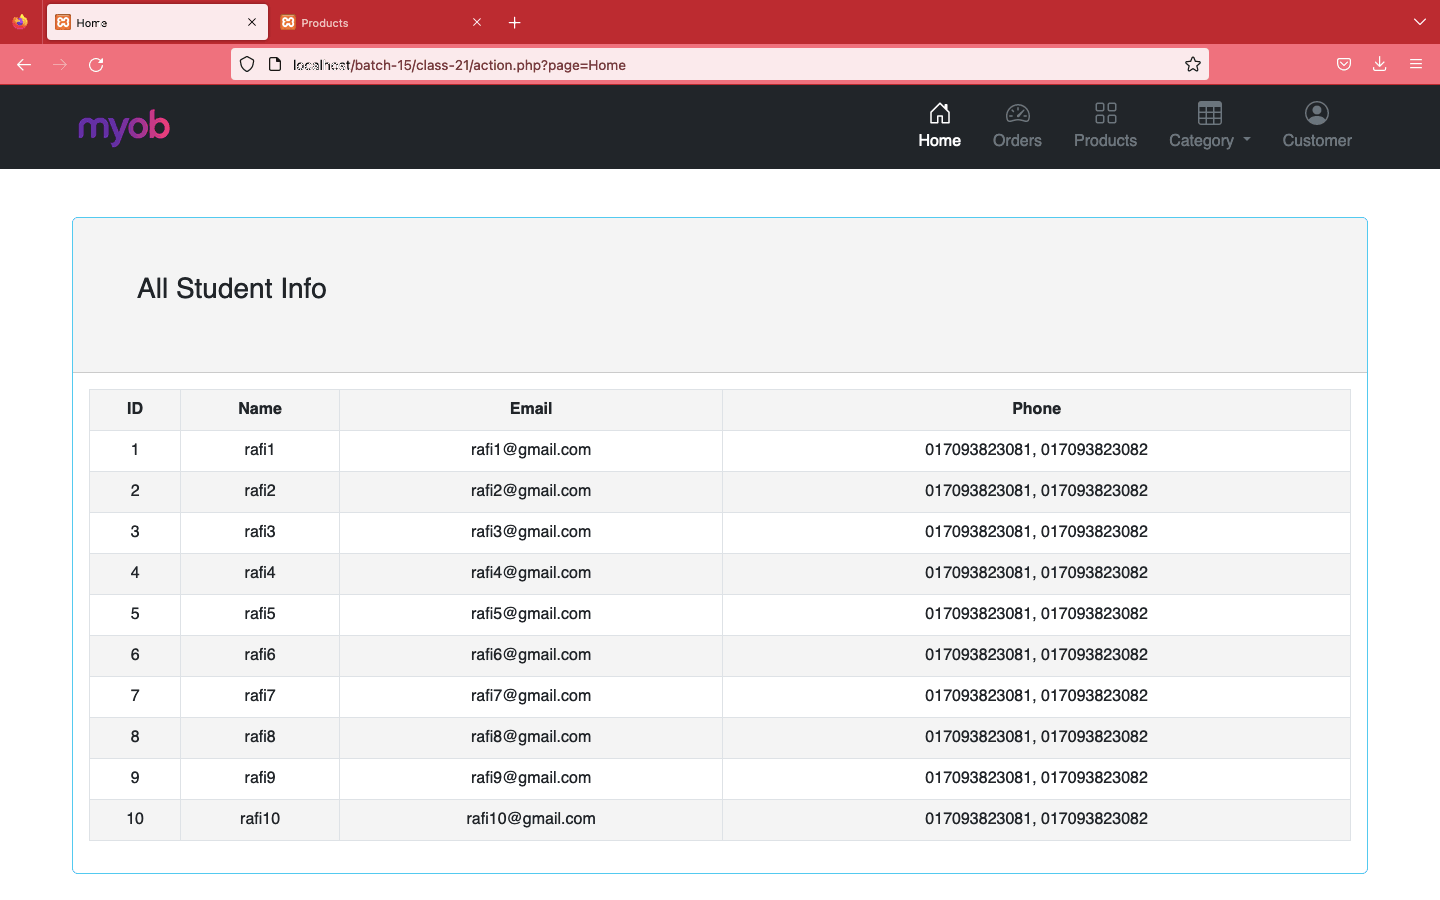 Home
Products
localhost/batch-15/class-21/action.php?page=Home
myob
Home
Orders
Products
Category
Customer
All Student Info
ID Name Email Phone
1 rafi1 rafi1@gmail.com 017093823081, 017093823082
2 rafi2 rafi2@gmail.com 017093823081, 017093823082
3 rafi3 rafi3@gmail.com 017093823081, 017093823082
4 rafi4 rafi4@gmail.com 017093823081, 017093823082
5 rafi5 rafi5@gmail.com 017093823081, 017093823082
6 rafi6 rafi6@gmail.com 017093823081, 017093823082
7 rafi7 rafi7@gmail.com 017093823081, 017093823082
8 rafi8 rafi8@gmail.com 017093823081, 017093823082
9 rafi9 rafi9@gmail.com 017093823081, 017093823082
10 rafi10 rafi10@gmail.com 017093823081, 017093823082